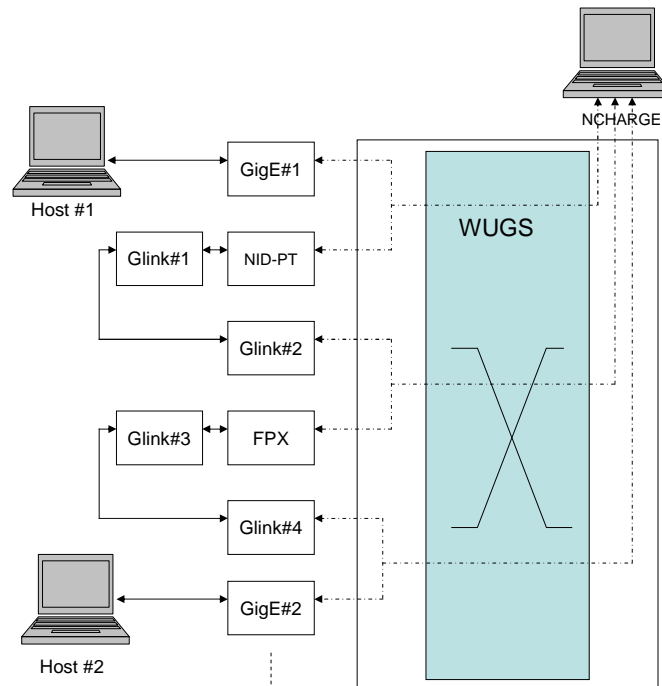 NCHARGE
GigE#1
Host #1
WUGS
Glink#1
NID-PT
Glink#2
Glink#3
FPX
Glink#4
GigE#2
Host #2